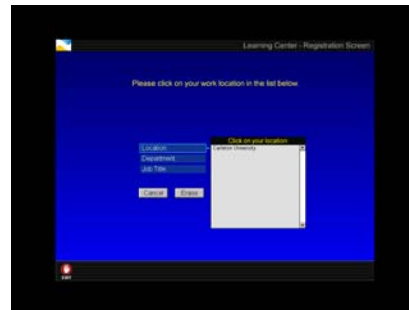 Learning Center - Registration Screen
Please click on your work location in the list below.
Click on your location
Location
Carleton University
Department
Job Title
Cancel
Erase
EXIT